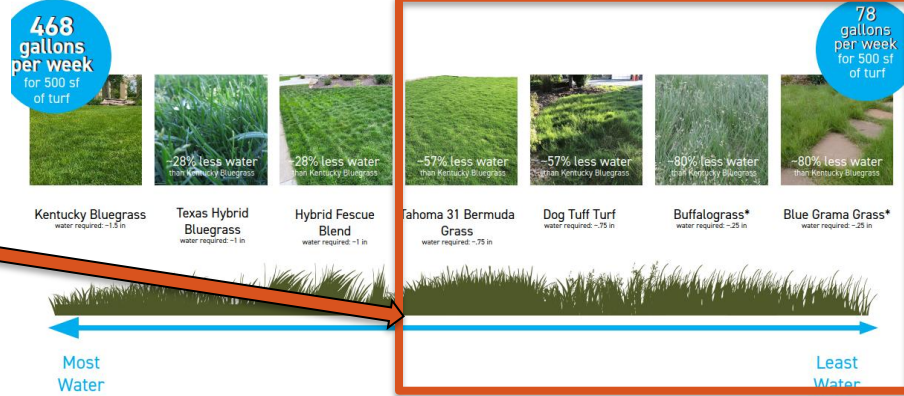 468
gallons
per week
for 500 sf
of turf
78
gallons
per week
for 500 sf
of turf
~28% less water
than Kentucky Bluegrass
~28% less water
than Kentucky Bluegrass
~57% less water
than Kentucky Bluegrass
~57% less water
than Kentucky Bluegrass
~80% less water
than Kentucky Bluegrass
~80% less water
than Kentucky Bluegrass
Kentucky Bluegrass
water required: ~1.5 in
Texas Hybrid
Bluegrass
water required: ~1 in
Hybrid Fescue
Blend
water required: ~1 in
Tahoma 31 Bermuda
Grass
water required: ~.75 in
Dog Tuff Turf
water required: ~.75 in
Buffalograss*
water required: ~.25 in
Blue Grama Grass*
water required: ~.25 in
Most
Water
Least
Water